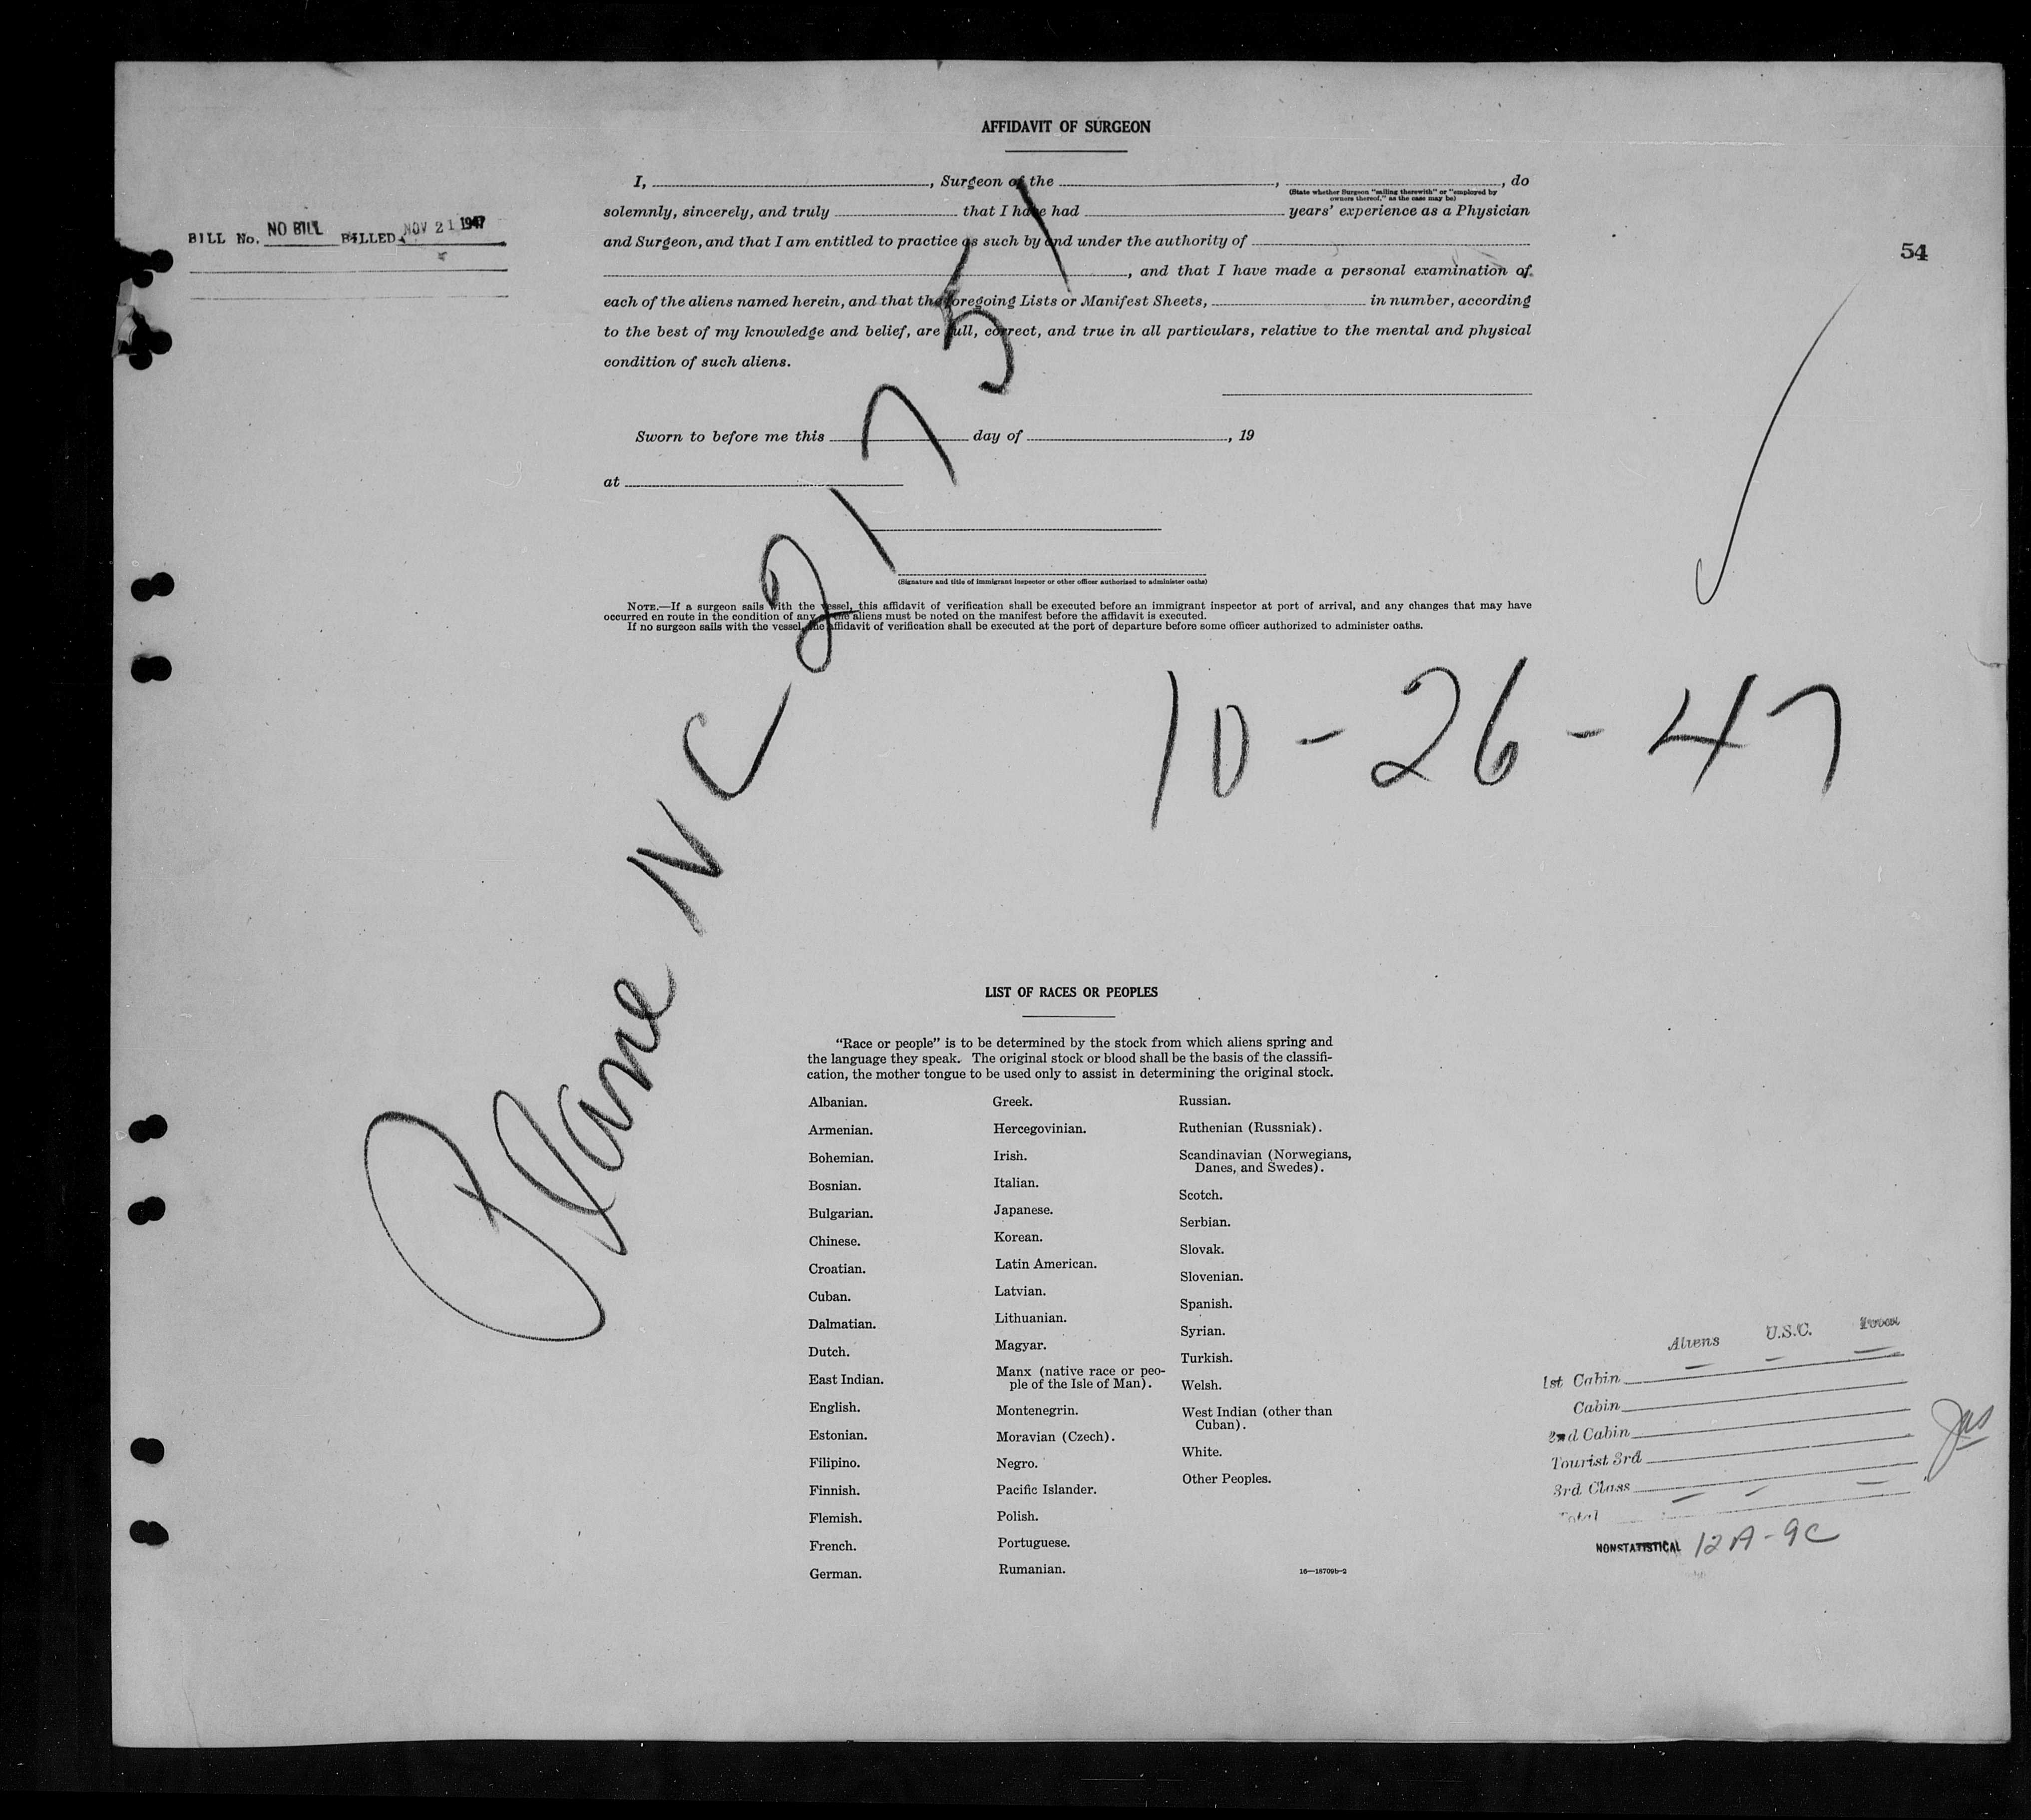 AFFIDAVIT OF SURGEON
I, , Surgeon of the , , do
(State whether Surgeon "sailing therewith" or "employed by
owners thereof," as the case may be)
solemnly, sincerely, and truly that I have had years' experience as a Physician
and Surgeon, and that I am entitled to practice as such by and under the authority of
, and that I have made a personal examination of
each of the aliens named herein, and that the foregoing Lists or Manifest Sheets, in number, according
to the best of my knowledge and belief, are full, correct, and true in all particulars, relative to the mental and physical
condition of such aliens.
BILL No. NO BILL BILLED NOV 21 1947
54
Sworn to before me this day of , 19
at
(Signature and title of immigrant inspector or other officer authorized to administer oaths)
NOTE.—If a surgeon sails with the vessel, this affidavit of verification shall be executed before an immigrant inspector at port of arrival, and any changes that may have
occurred en route in the condition of any the aliens must be noted on the manifest before the affidavit is executed.
If no surgeon sails with the vessel, the affidavit of verification shall be executed at the port of departure before some officer authorized to administer oaths.
Plane NC-21751
10-26-47
LIST OF RACES OR PEOPLES
"Race or people" is to be determined by the stock from which aliens spring and
the language they speak. The original stock or blood shall be the basis of the classifi-
cation, the mother tongue to be used only to assist in determining the original stock.
Albanian.
Armenian.
Bohemian.
Bosnian.
Bulgarian.
Chinese.
Croatian.
Cuban.
Dalmatian.
Dutch.
East Indian.
English.
Estonian.
Filipino.
Finnish.
Flemish.
French.
German.
Greek.
Hercegovinian.
Irish.
Italian.
Japanese.
Korean.
Latin American.
Latvian.
Lithuanian.
Magyar.
Manx (native race or peo-
ple of the Isle of Man).
Montenegrin.
Moravian (Czech).
Negro.
Pacific Islander.
Polish.
Portuguese.
Rumanian.
Russian.
Ruthenian (Russniak).
Scandinavian (Norwegians,
Danes, and Swedes).
Scotch.
Serbian.
Slovak.
Slovenian.
Spanish.
Syrian.
Turkish.
Welsh.
West Indian (other than
Cuban).
White.
Other Peoples.
16—18709b-2
Aliens U.S.C. Total
1st Cabin
Cabin
2nd Cabin
Tourist 3rd
3rd Class
Total
NONSTATISTICAL 12A-9C